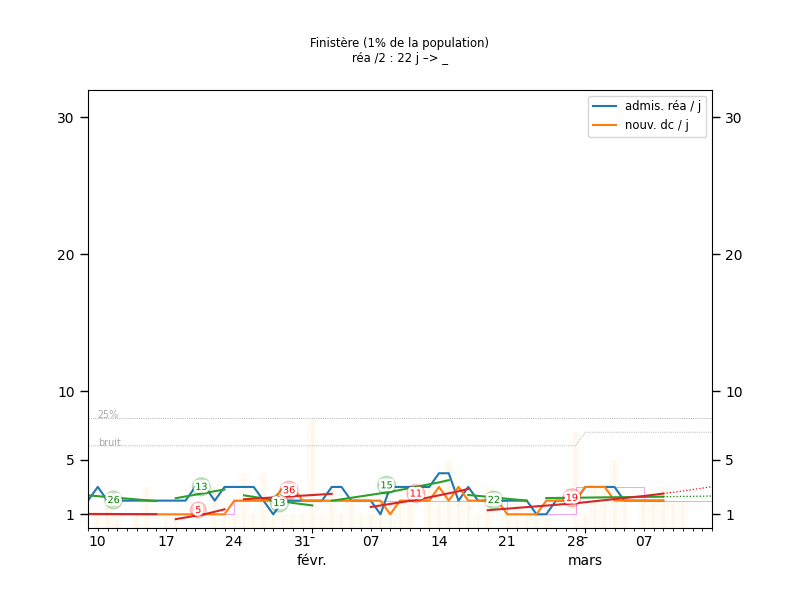 Finistère (1% de la population)
réa /2 : 22 j –> _
admis. réa / j
nouv. dc / j
30 30
20 20
10 10
25%
bruit
5 5
15
13
36
11
26
13
22
19
5
1 1
10 17 24 31 07 14 21 28 07
févr. mars